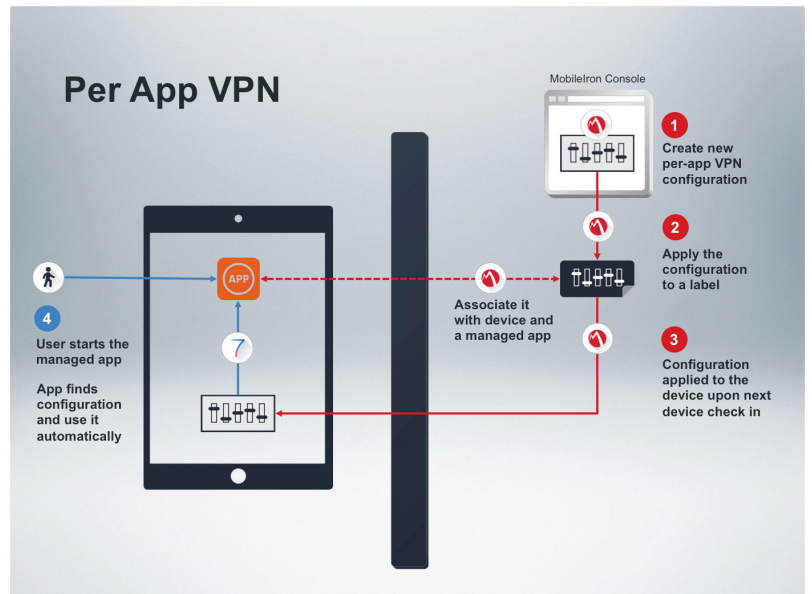 Per App VPN
MobileIron Console
1
Create new
per-app VPN
configuration
2
Apply the
configuration
to a label
APP
Associate it
with device and
a managed app
4
User starts the
managed app
App finds
configuration
and use it
automatically
7
3
Configuration
applied to the
device upon next
device check in